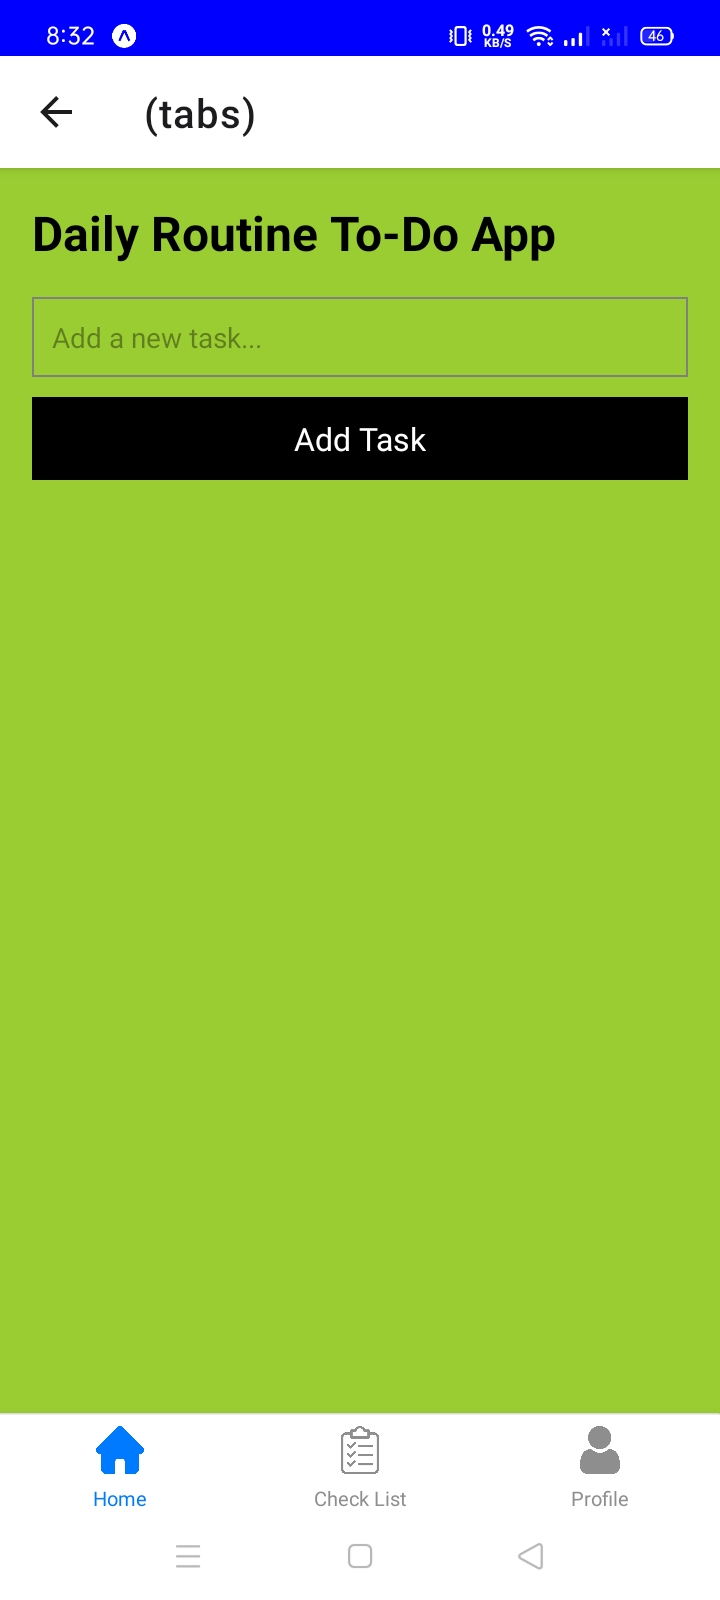 8:32
0.49
KB/S
46
(tabs)
Daily Routine To-Do App
Add a new task...
Add Task
Home
Check List
Profile